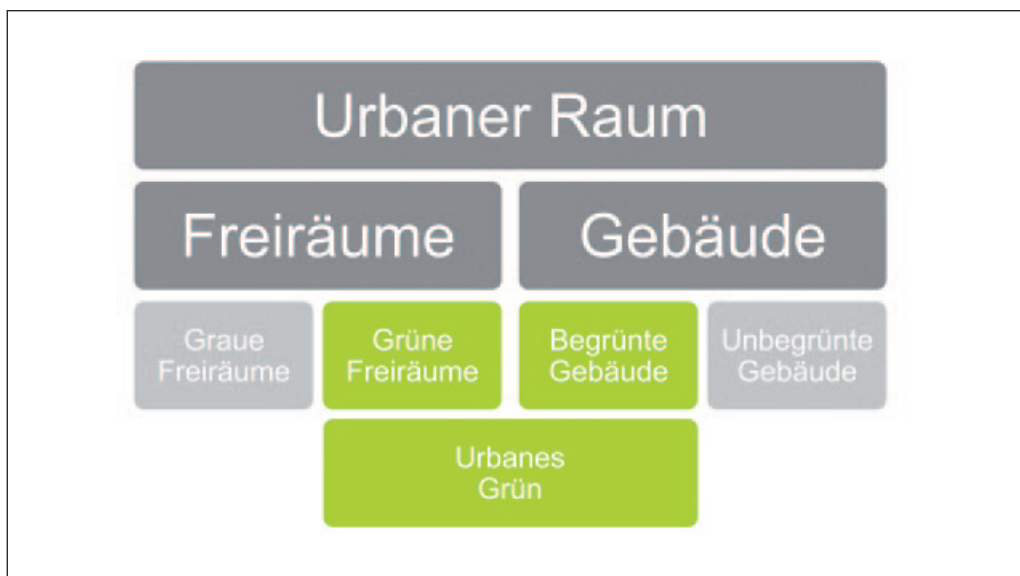 Urbaner Raum
Freiräume
Gebäude
Graue
Freiräume
Grüne
Freiräume
Begrünte
Gebäude
Unbegrünte
Gebäude
Urbanes
Grün